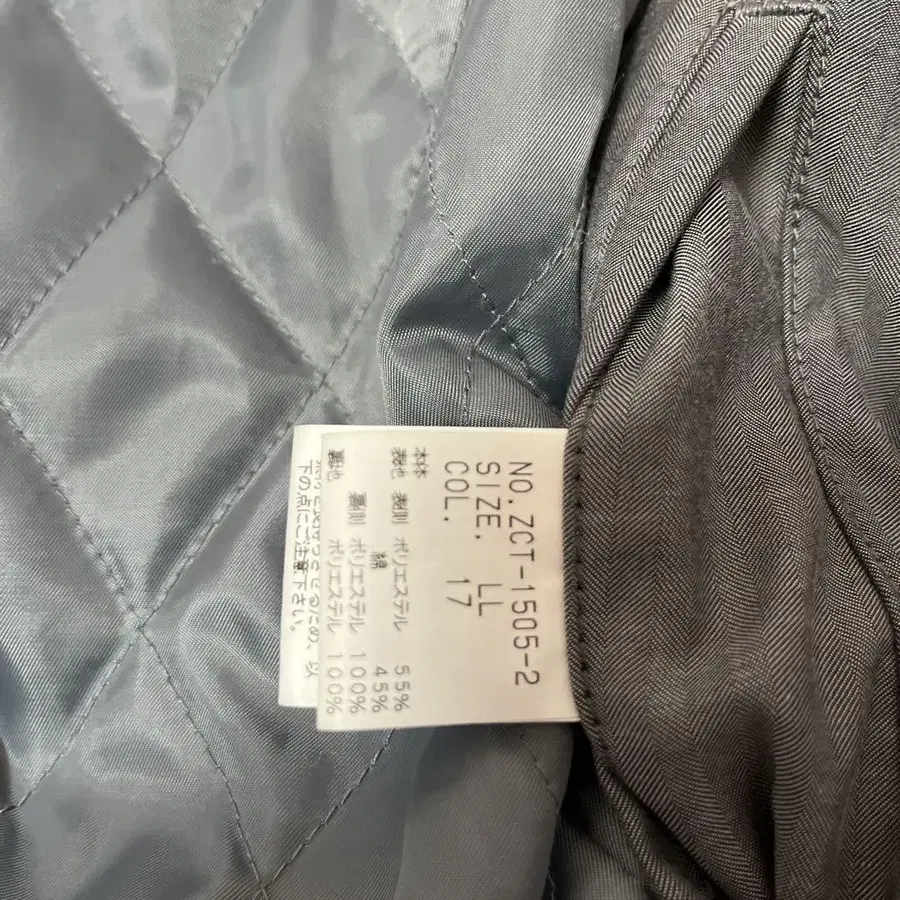 NO.ZCT-1505-2
SIZE. LL
COL. 17
本体
表地 表側 ポリエステル 55%
綿 45%
裏側 ポリエステル 100%
裏地 ポリエステル 100%
下の点にご注意下さい。